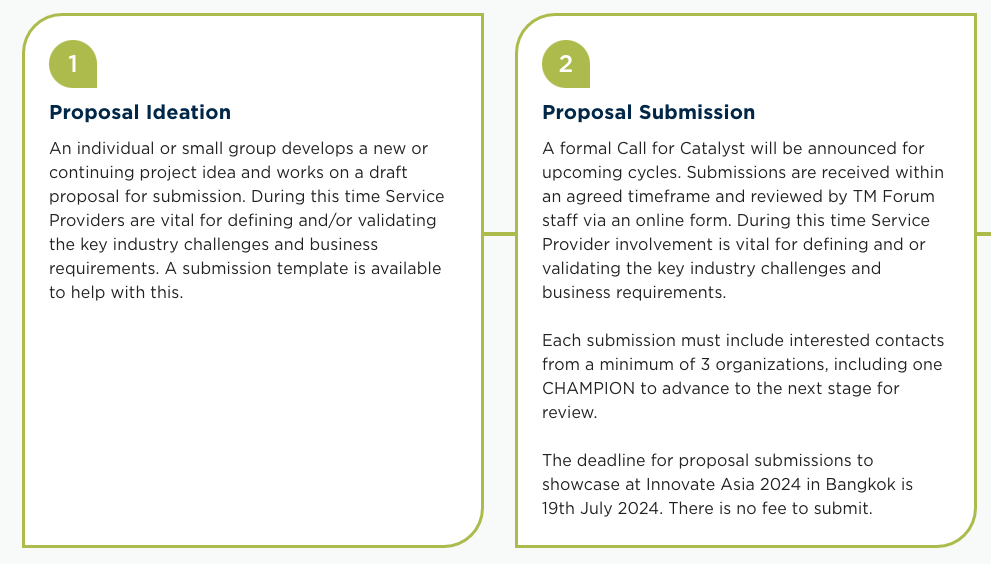 1
Proposal Ideation
An individual or small group develops a new or
continuing project idea and works on a draft
proposal for submission. During this time Service
Providers are vital for defining and/or validating
the key industry challenges and business
requirements. A submission template is available
to help with this.
2
Proposal Submission
A formal Call for Catalyst will be announced for
upcoming cycles. Submissions are received within
an agreed timeframe and reviewed by TM Forum
staff via an online form. During this time Service
Provider involvement is vital for defining and or
validating the key industry challenges and
business requirements.
Each submission must include interested contacts
from a minimum of 3 organizations, including one
CHAMPION to advance to the next stage for
review.
The deadline for proposal submissions to
showcase at Innovate Asia 2024 in Bangkok is
19th July 2024. There is no fee to submit.